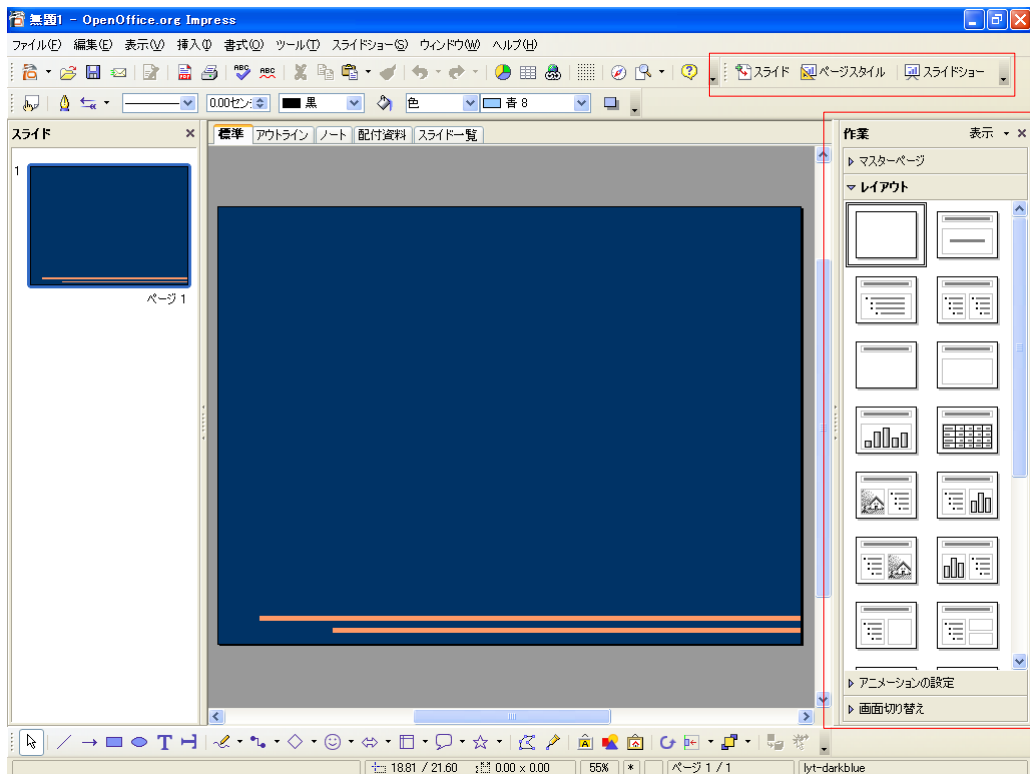 無題1 - OpenOffice.org Impress
ファイル(F) 編集(E) 表示(V) 挿入(I) 書式(O) ツール(T) スライドショー(S) ウィンドウ(W) ヘルプ(H)
スライド ページスタイル スライドショー
0.00セン 黒 色 青 8
スライド
標準 アウトライン ノート 配付資料 スライド一覧
作業 表示
マスターページ
レイアウト
1
ページ 1
アニメーションの設定
画面切り替え
18.81 / 21.60 0.00 x 0.00 55% * ページ 1 / 1 lyt-darkblue